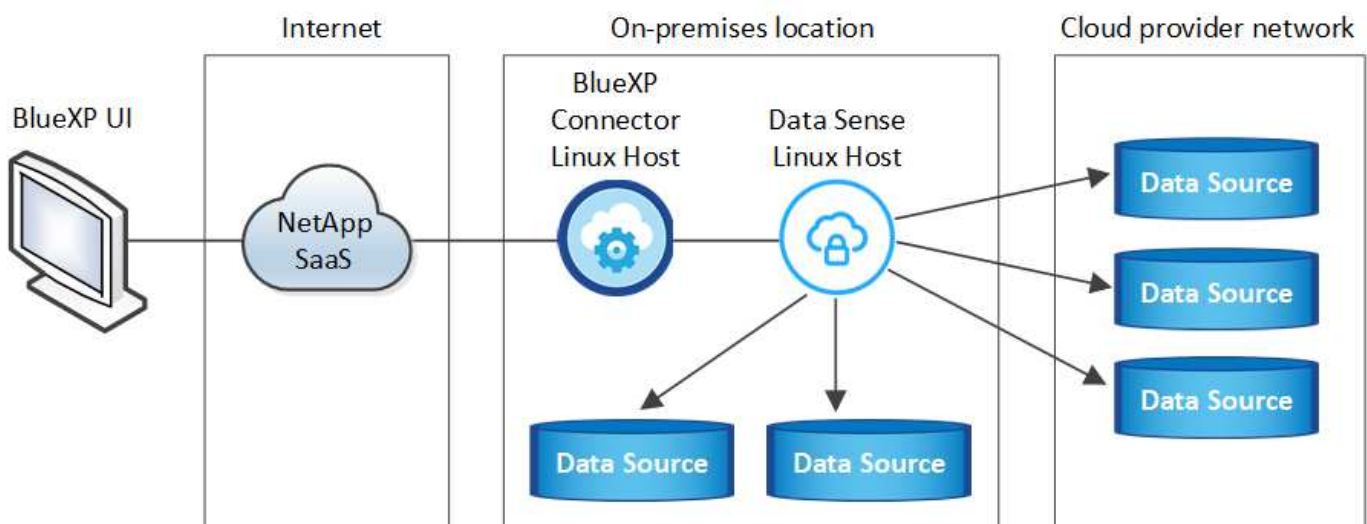 Internet
On-premises location
Cloud provider network
BlueXP UI
NetApp
SaaS
BlueXP
Connector
Linux Host
Data Sense
Linux Host
Data Source
Data Source
Data Source
Data Source
Data Source